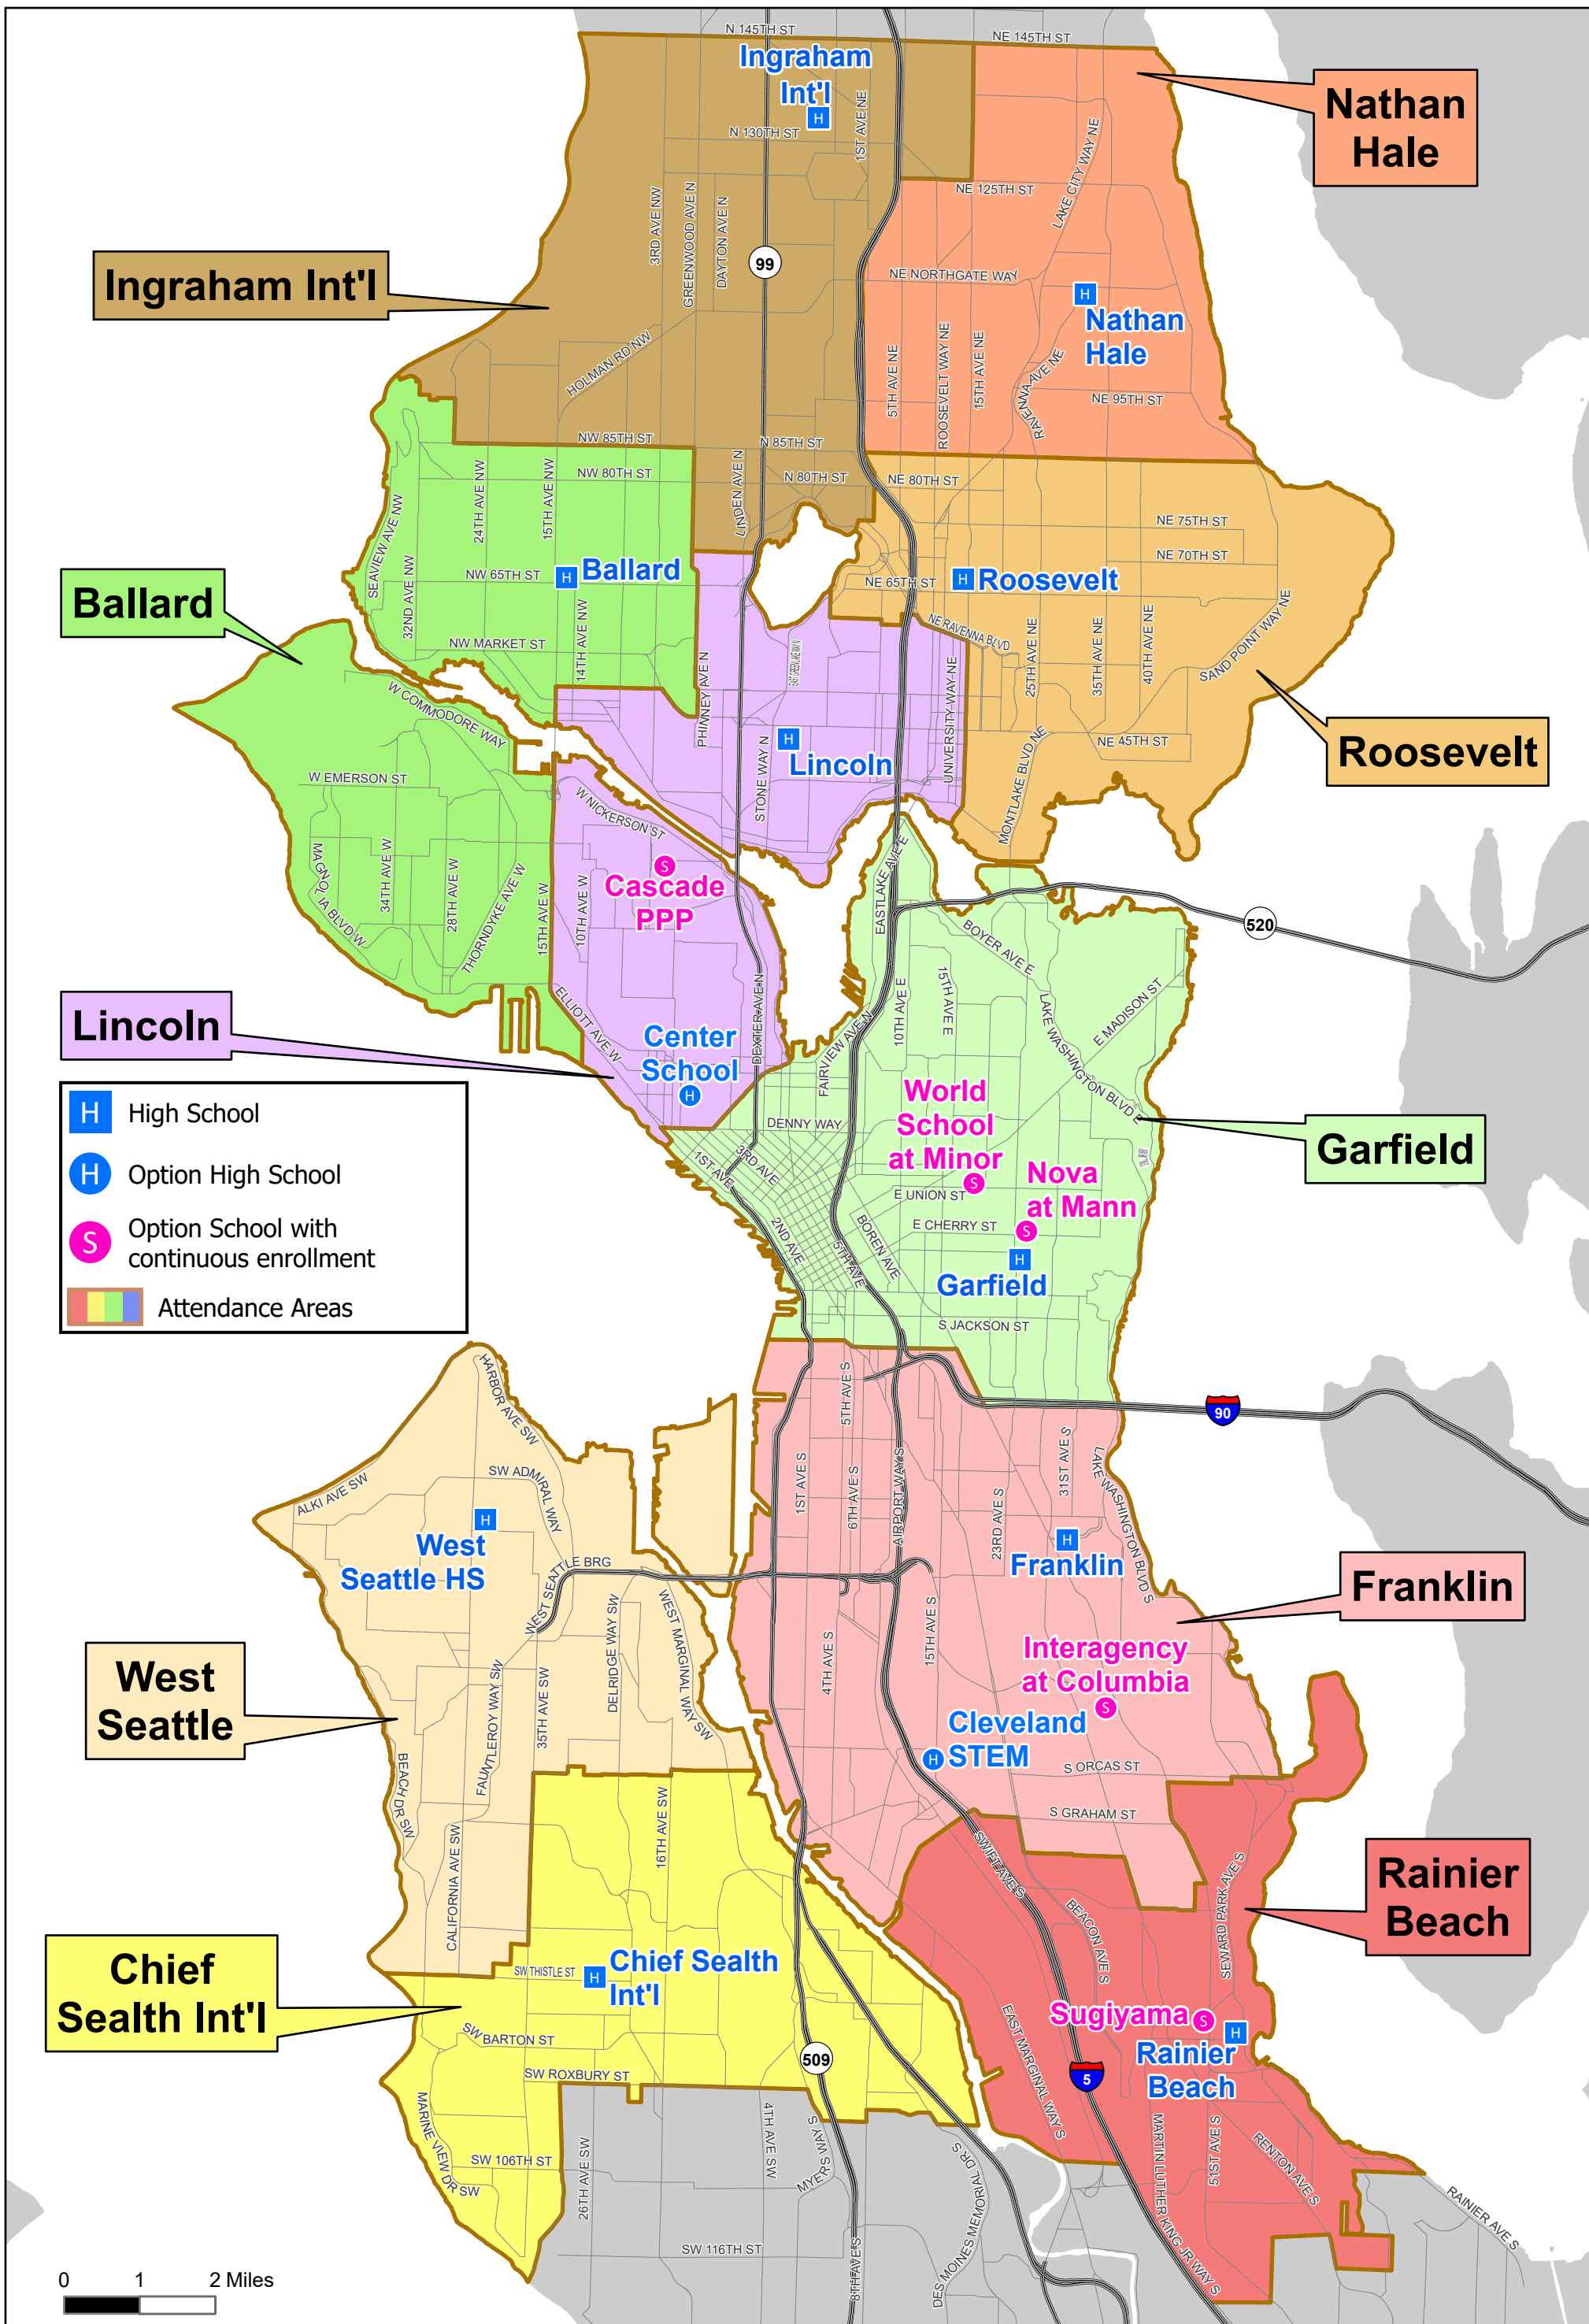 N 145TH ST
NE 145TH ST
Ingraham
Int'l
Nathan
Hale
1ST AVE NE
N 130TH ST
LAKE CITY WAY NE
NE 125TH ST
3RD AVE NW
GREENWOOD AVE N
DAYTON AVE N
99
Ingraham Int'l
NE NORTHGATE WAY
Nathan
Hale
HOLMAN RD NW
5TH AVE NE
ROOSEVELT WAY NE
15TH AVE NE
RAVENNA AVE NE
NE 95TH ST
NW 85TH ST
N 85TH ST
NW 80TH ST
N 80TH ST
NE 80TH ST
LINDEN AVE N
SEAVIEW AVE NW
32ND AVE NW
24TH AVE NW
15TH AVE NW
NE 75TH ST
NE 70TH ST
NW 65TH ST
Ballard
NE 65TH ST
Roosevelt
Ballard
14TH AVE NW
NW MARKET ST
NE RAVENNA BLVD
EAST GREEN LAKE WAY N
25TH AVE NE
35TH AVE NE
40TH AVE NE
SAND POINT WAY NE
PHINNEY AVE N
UNIVERSITY WAY NE
W COMMODORE WAY
STONE WAY N
Lincoln
MONTLAKE BLVD NE
NE 45TH ST
Roosevelt
W EMERSON ST
W NICKERSON ST
MAGNOLIA BLVD W
34TH AVE W
28TH AVE W
THORNDYKE AVE W
15TH AVE W
10TH AVE W
Cascade
PPP
EASTLAKE AVE E
520
BOYER AVE E
10TH AVE E
15TH AVE E
LAKE WASHINGTON BLVD E
E MADISON ST
Lincoln
ELLIOTT AVE W
DEXTER AVE N
FAIRVIEW AVE N
Center
School
H High School
H Option High School
S Option School with
continuous enrollment
Attendance Areas
DENNY WAY
World
School
at Minor
Garfield
1ST AVE
3RD AVE
2ND AVE
5TH AVE
BOREN AVE
E UNION ST
Nova
at Mann
E CHERRY ST
Garfield
S JACKSON ST
90
HARBOR AVE SW
ALKI AVE SW
SW ADMIRAL WAY
5TH AVE S
1ST AVE S
6TH AVE S
AIRPORT WAY S
23RD AVE S
31ST AVE S
LAKE WASHINGTON BLVD S
West
Seattle HS
Franklin
Franklin
WEST SEATTLE BRG
WEST MARGINAL WAY SW
DELRIDGE WAY SW
15TH AVE S
4TH AVE S
Interagency
at Columbia
West
Seattle
FAUNTLEROY WAY SW
35TH AVE SW
BEACH DR SW
Cleveland
STEM
S ORCAS ST
S GRAHAM ST
16TH AVE SW
CALIFORNIA AVE SW
SWIFT AVE S
BEACON AVE S
SEWARD PARK AVE S
Rainier
Beach
Chief
Sealth Int'l
SW THISTLE ST
Chief Sealth
Int'l
SW BARTON ST
SW ROXBURY ST
509
EAST MARGINAL WAY S
Sugiyama
Rainier
Beach
5
MARINE VIEW DR SW
SW 106TH ST
26TH AVE SW
4TH AVE SW
MYERS WAY S
8TH AVE S
DES MOINES MEMORIAL DR S
MARTIN LUTHER KING JR WAY S
51ST AVE S
RENTON AVE S
RAINIER AVE S
SW 116TH ST
0 1 2 Miles